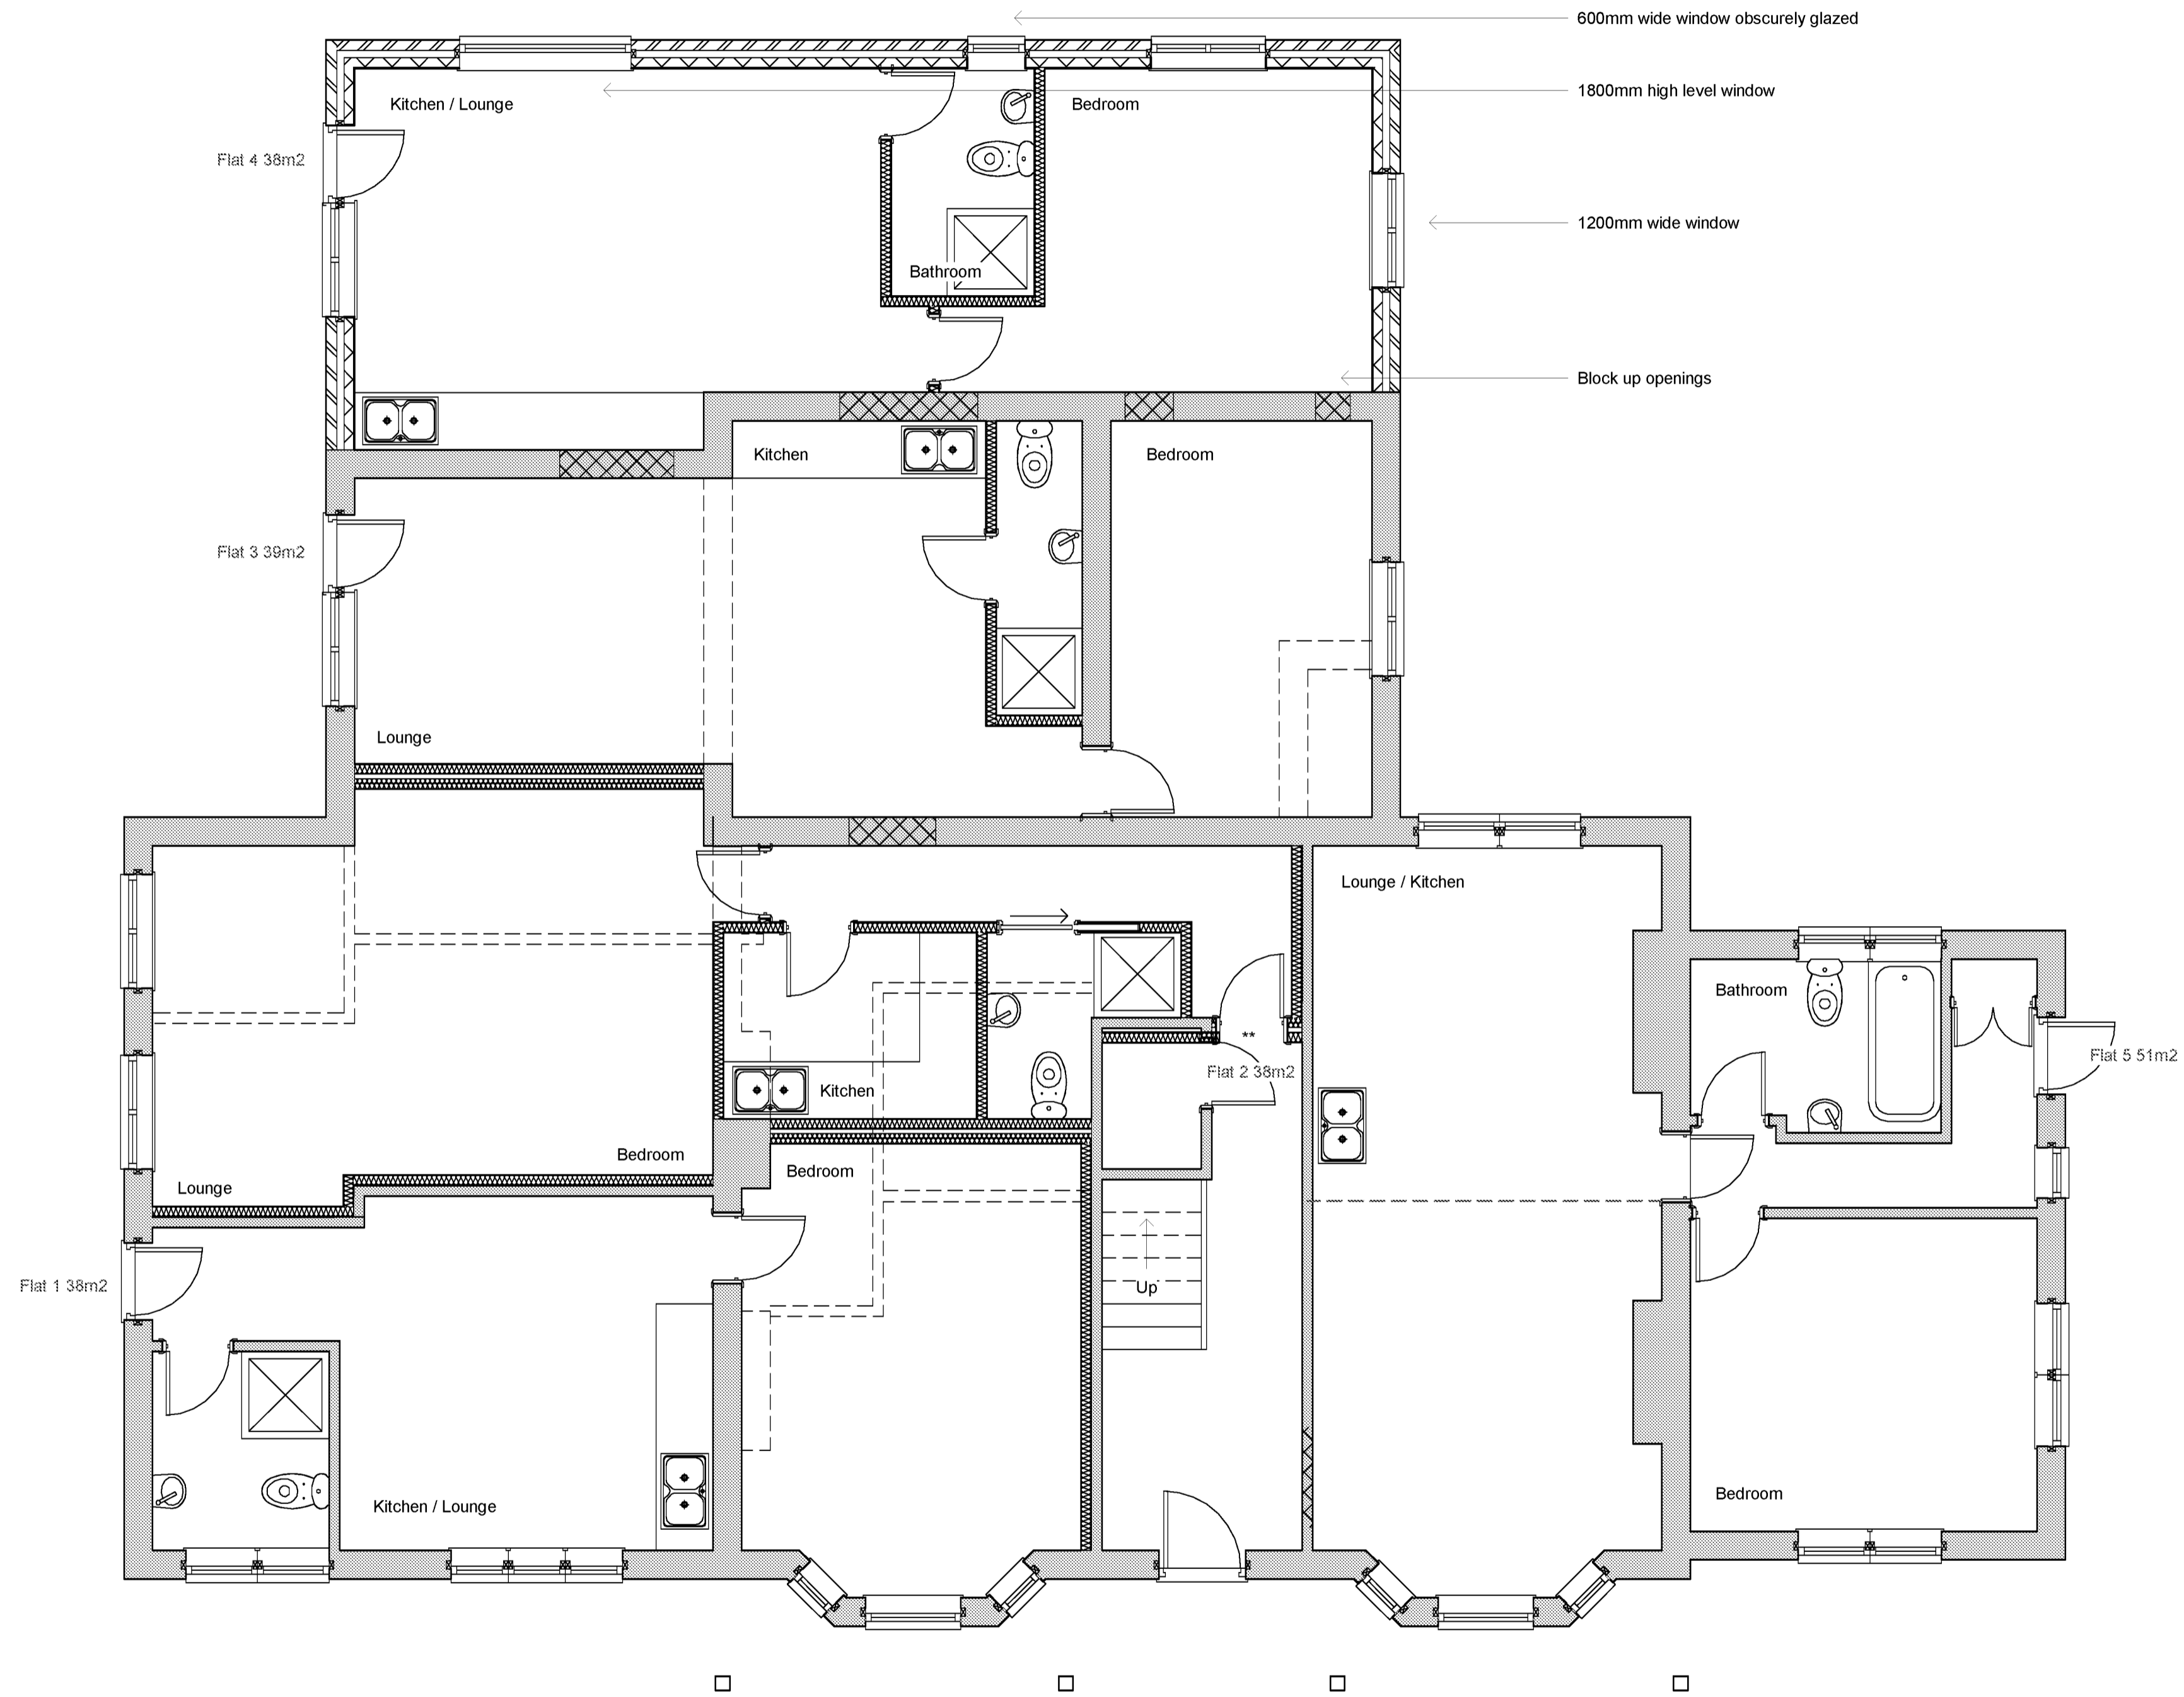 600mm wide window obscurely glazed
Kitchen / Lounge
Bedroom
1800mm high level window
Flat 4 38m2
1200mm wide window
Bathroom
Block up openings
Kitchen
Bedroom
Flat 3 39m2
Lounge
Lounge / Kitchen
Bathroom
**
Flat 5 51m2
Flat 2 38m2
Kitchen
Bedroom
Bedroom
Lounge
Flat 1 38m2
Up
Bedroom
Kitchen / Lounge